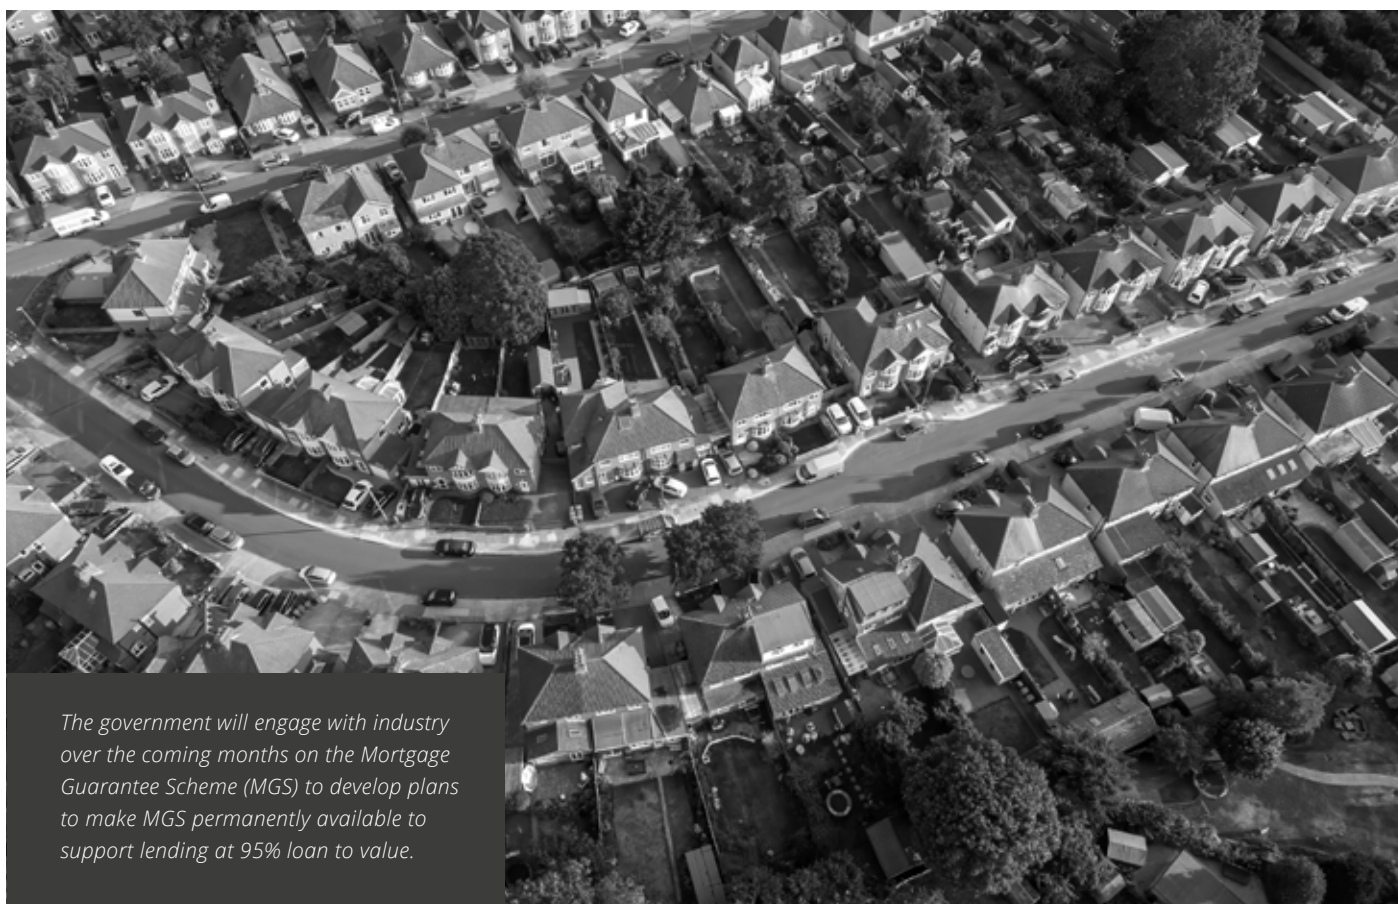 The government will engage with industry
over the coming months on the Mortgage
Guarantee Scheme (MGS) to develop plans
to make MGS permanently available to
support lending at 95% loan to value.